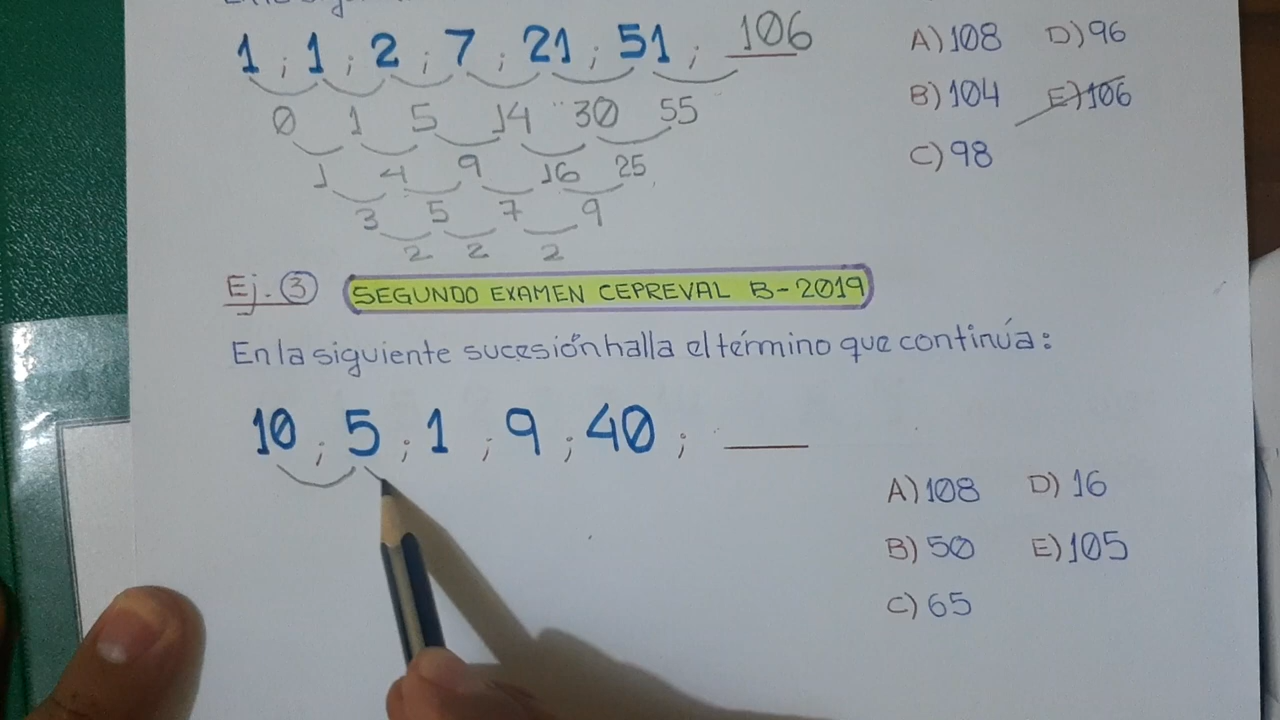 1 ; 1 ; 2 ; 7 ; 21 ; 51 ; 106
A) 108 D) 96
0 1 5 14 30 55
B) 104 E) 106
1 4 9 16 25
C) 98
3 5 7 9
2 2 2
Ej. 3 SEGUNDO EXAMEN CEPREVAL B-2019
En la siguiente sucesión halla el término que continúa:
10 ; 5 ; 1 ; 9 ; 40 ; ____
A) 108 D) 16
B) 50 E) 105
C) 65